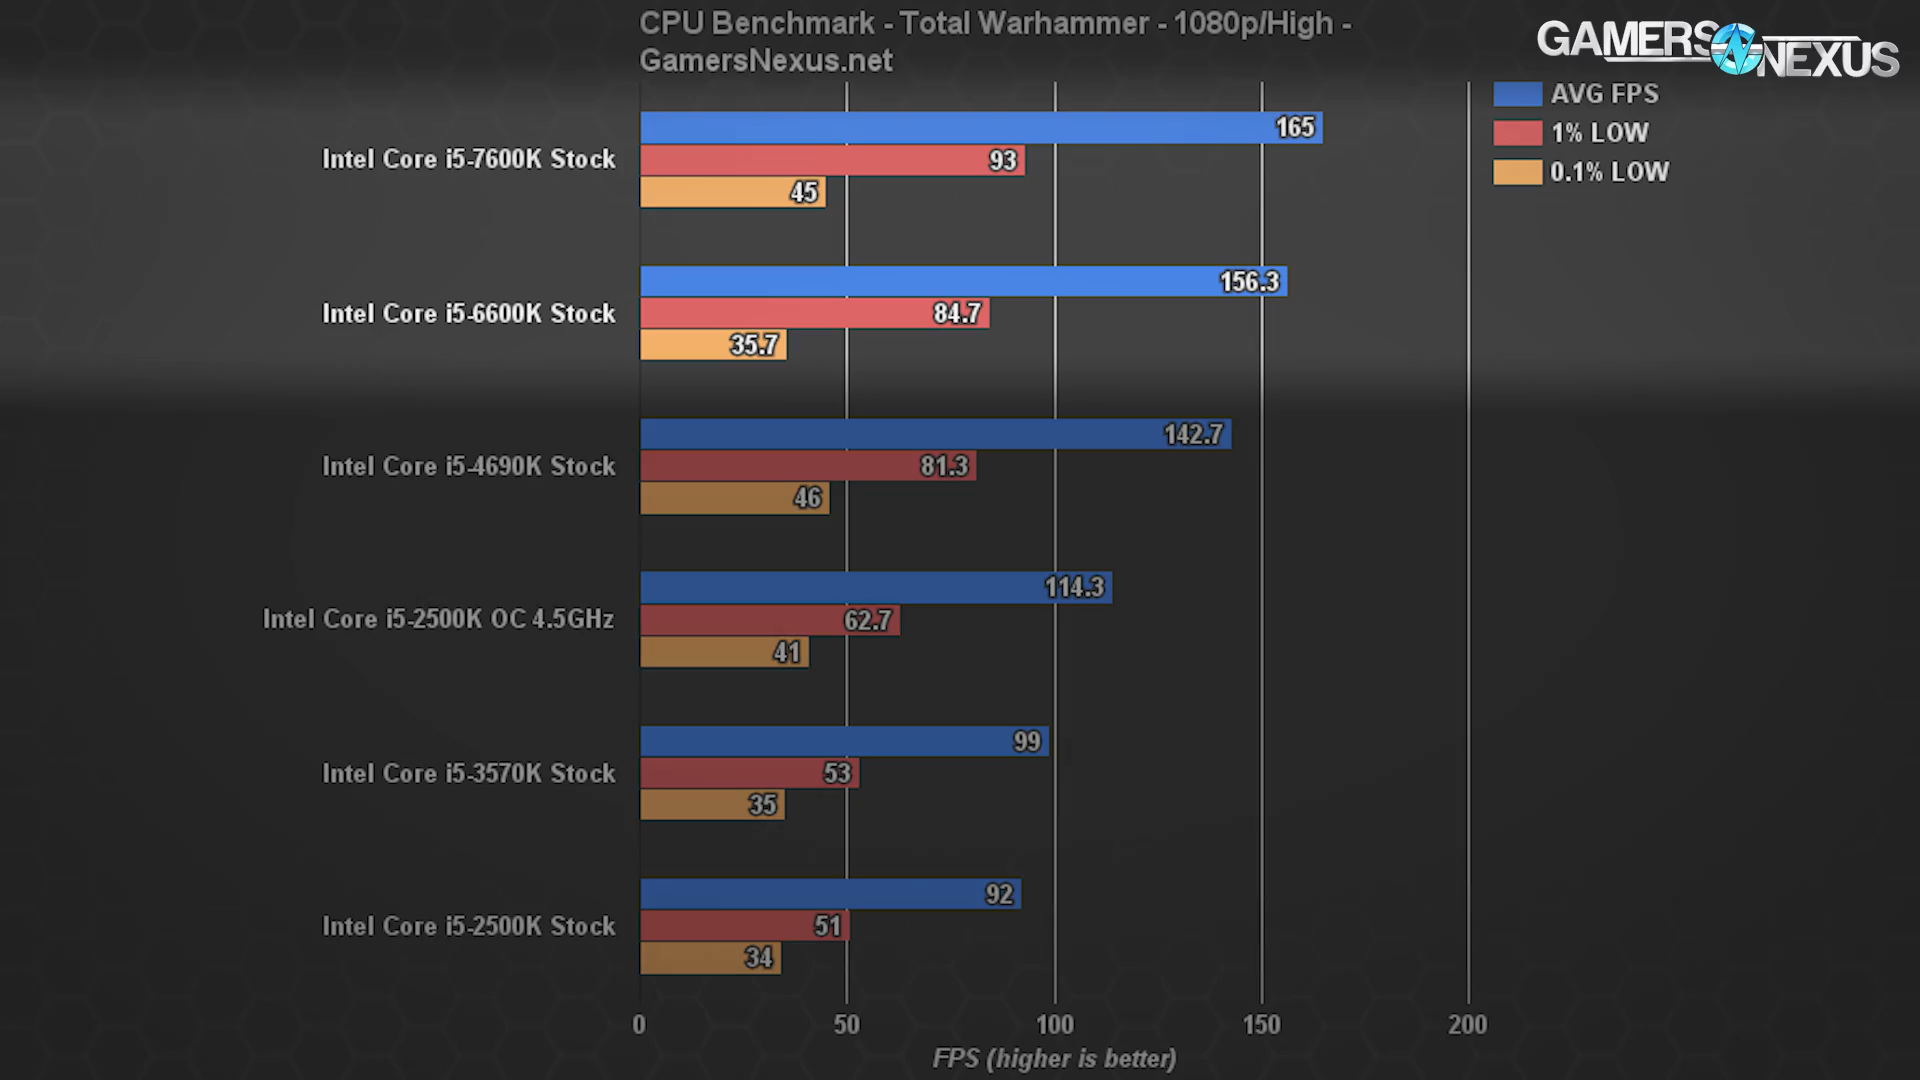 CPU Benchmark - Total Warhammer - 1080p/High -
GamersNexus.net
GAMERS NEXUS
AVG FPS
1% LOW
0.1% LOW
Intel Core i5-7600K Stock
165
93
45
Intel Core i5-6600K Stock
156.3
84.7
35.7
Intel Core i5-4690K Stock
142.7
81.3
46
Intel Core i5-2500K OC 4.5GHz
114.3
62.7
41
Intel Core i5-3570K Stock
99
53
35
Intel Core i5-2500K Stock
92
51
34
0 50 100 150 200
FPS (higher is better)